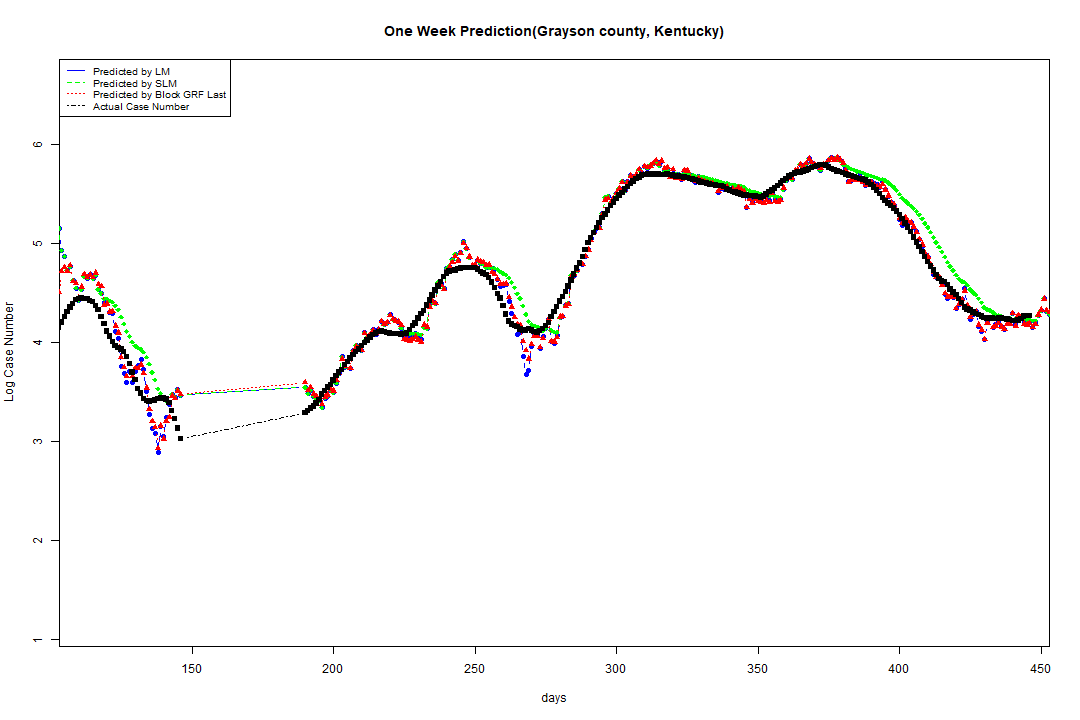 One Week Prediction(Grayson county, Kentucky)
Predicted by LM
Predicted by SLM
Predicted by Block GRF Last
Actual Case Number
6
5
4
3
2
1
Log Case Number
150 200 250 300 350 400 450
days